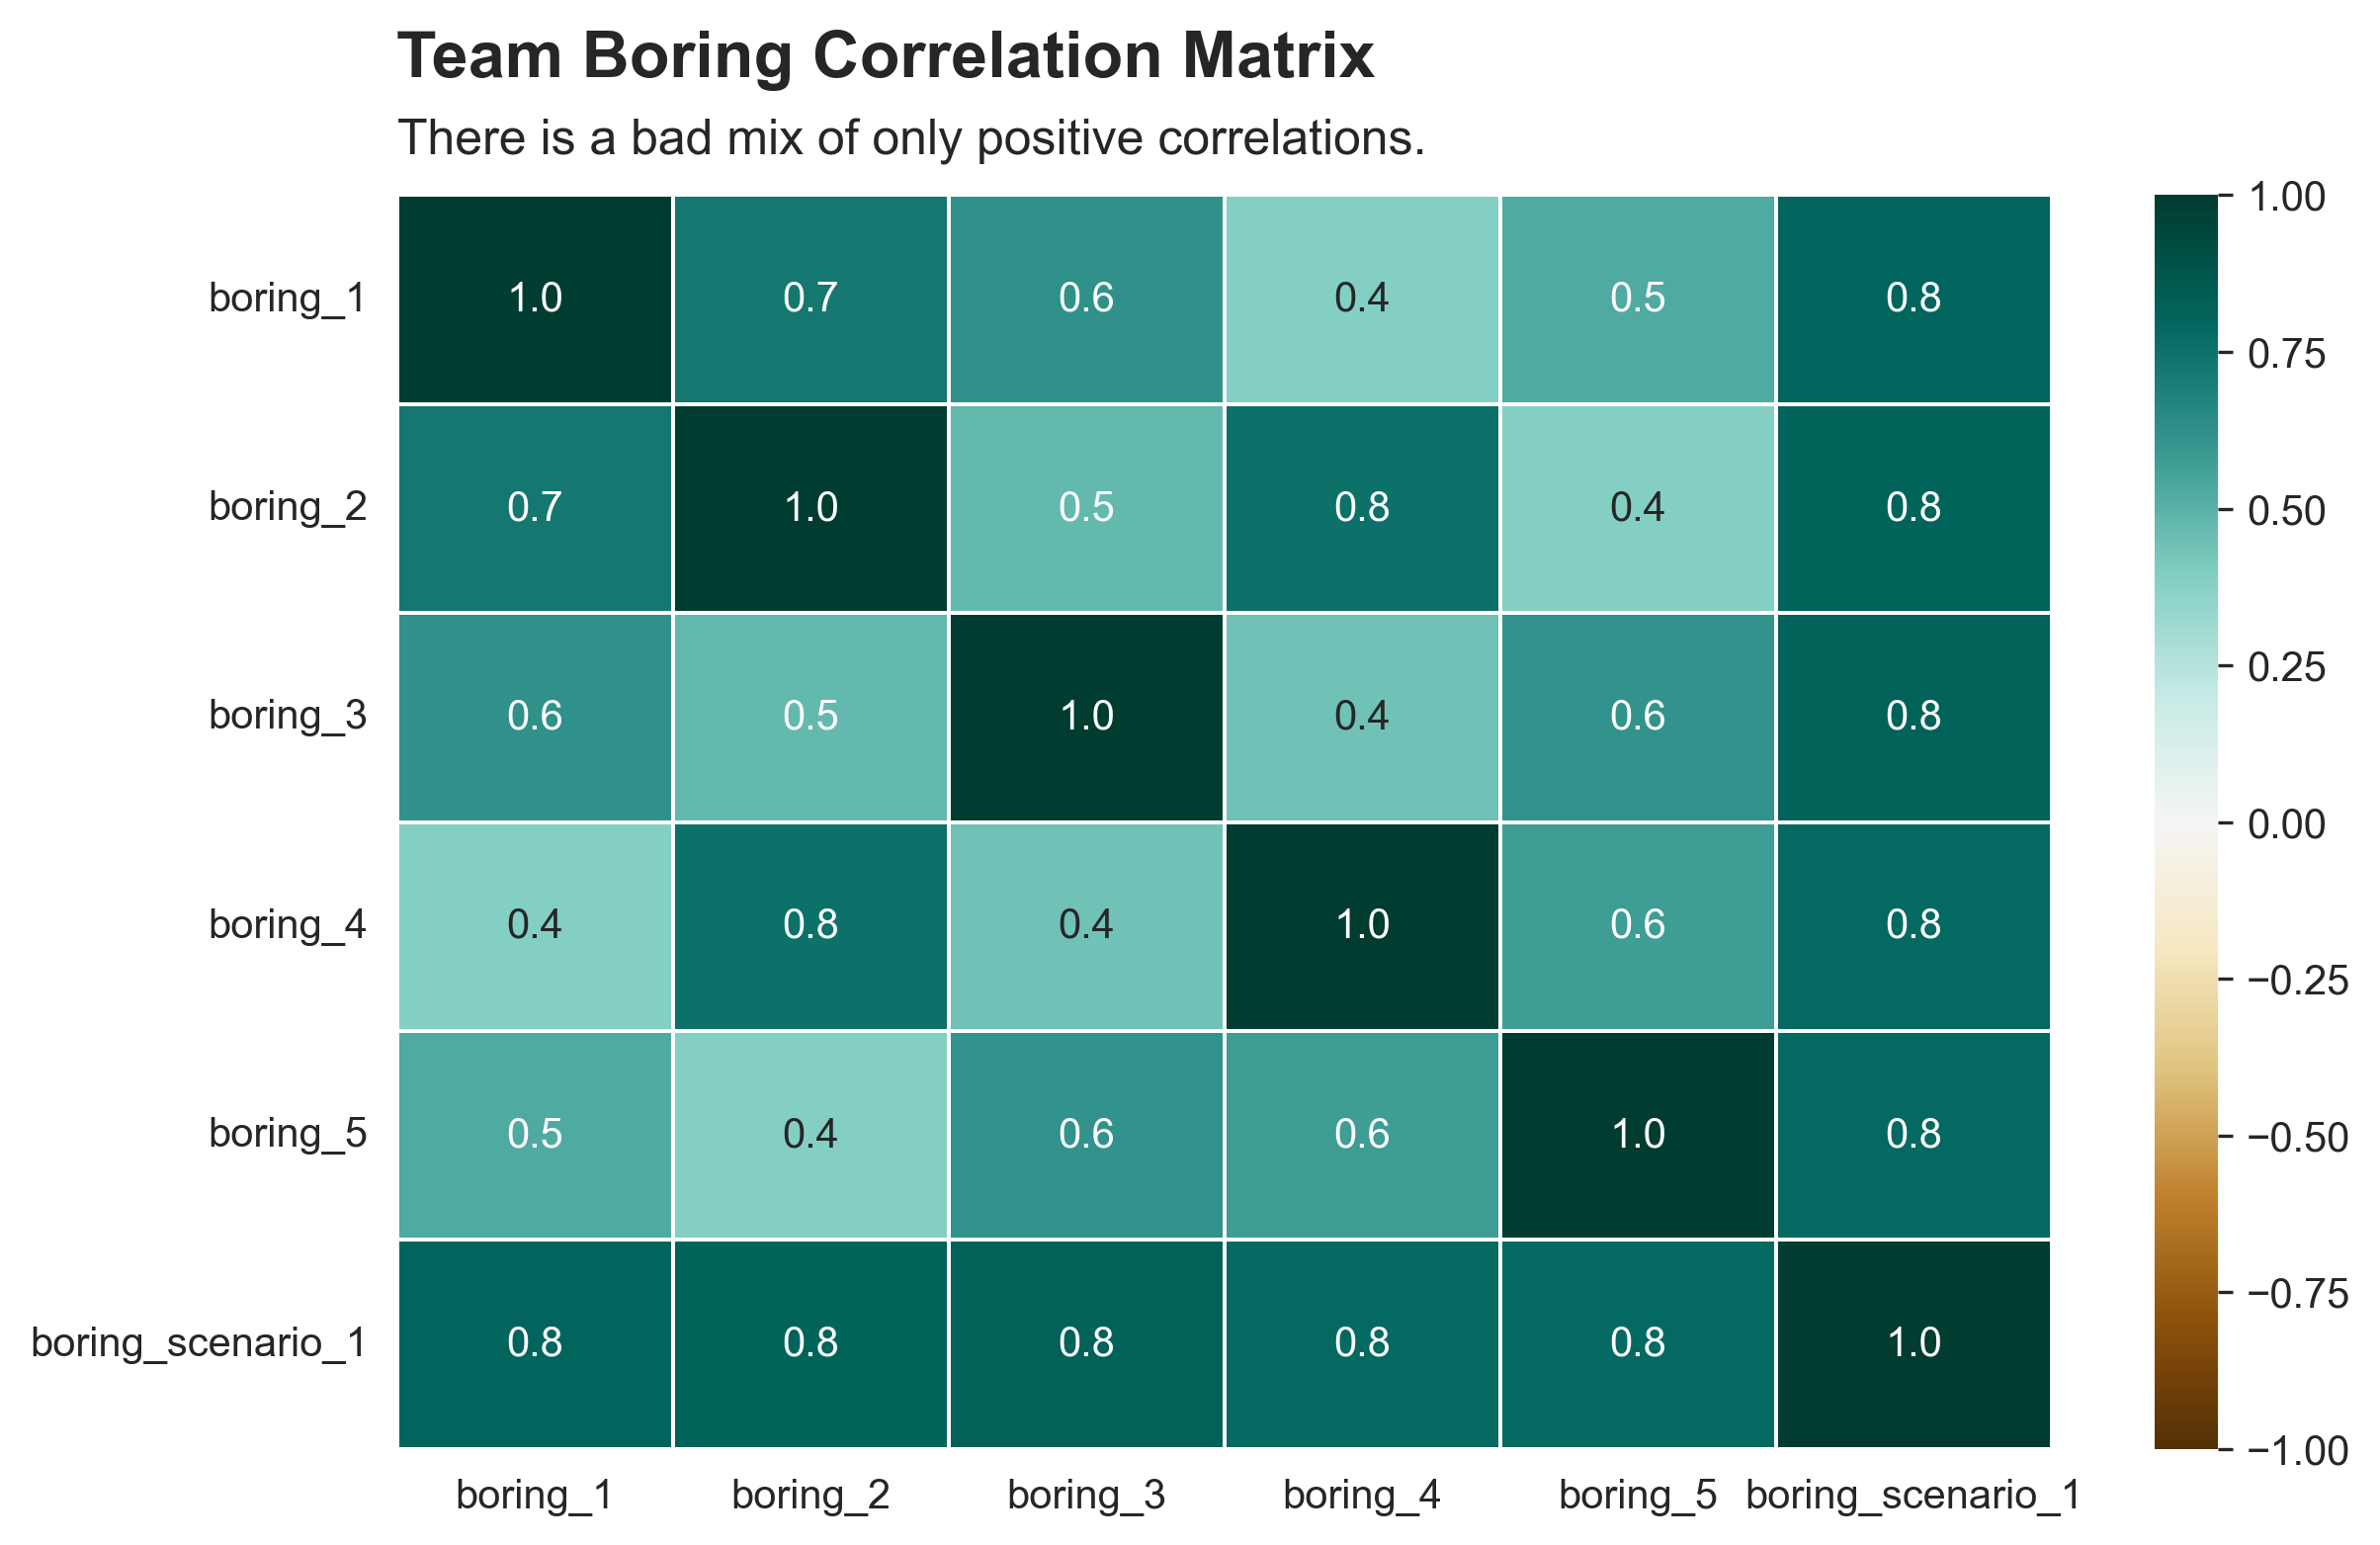 Team Boring Correlation Matrix
There is a bad mix of only positive correlations.
boring_1 1.0 0.7 0.6 0.4 0.5 0.8
boring_2 0.7 1.0 0.5 0.8 0.4 0.8
boring_3 0.6 0.5 1.0 0.4 0.6 0.8
boring_4 0.4 0.8 0.4 1.0 0.6 0.8
boring_5 0.5 0.4 0.6 0.6 1.0 0.8
boring_scenario_1 0.8 0.8 0.8 0.8 0.8 1.0
boring_1 boring_2 boring_3 boring_4 boring_5 boring_scenario_1
1.00
0.75
0.50
0.25
0.00
−0.25
−0.50
−0.75
−1.00